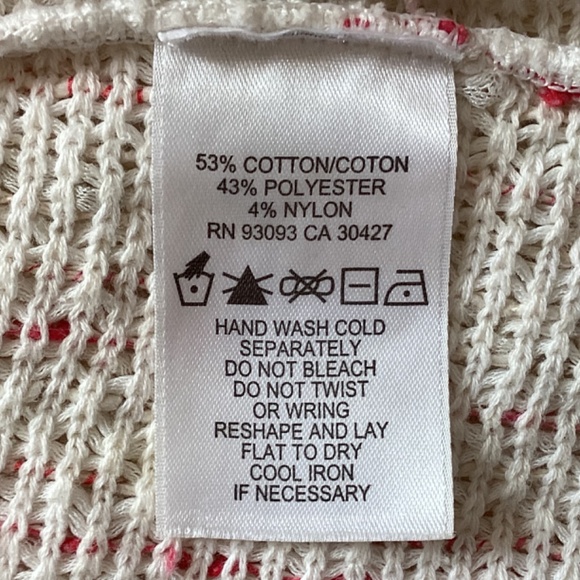 53% COTTON/COTON
43% POLYESTER
4% NYLON
RN 93093 CA 30427
HAND WASH COLD
SEPARATELY
DO NOT BLEACH
DO NOT TWIST
OR WRING
RESHAPE AND LAY
FLAT TO DRY
COOL IRON
IF NECESSARY